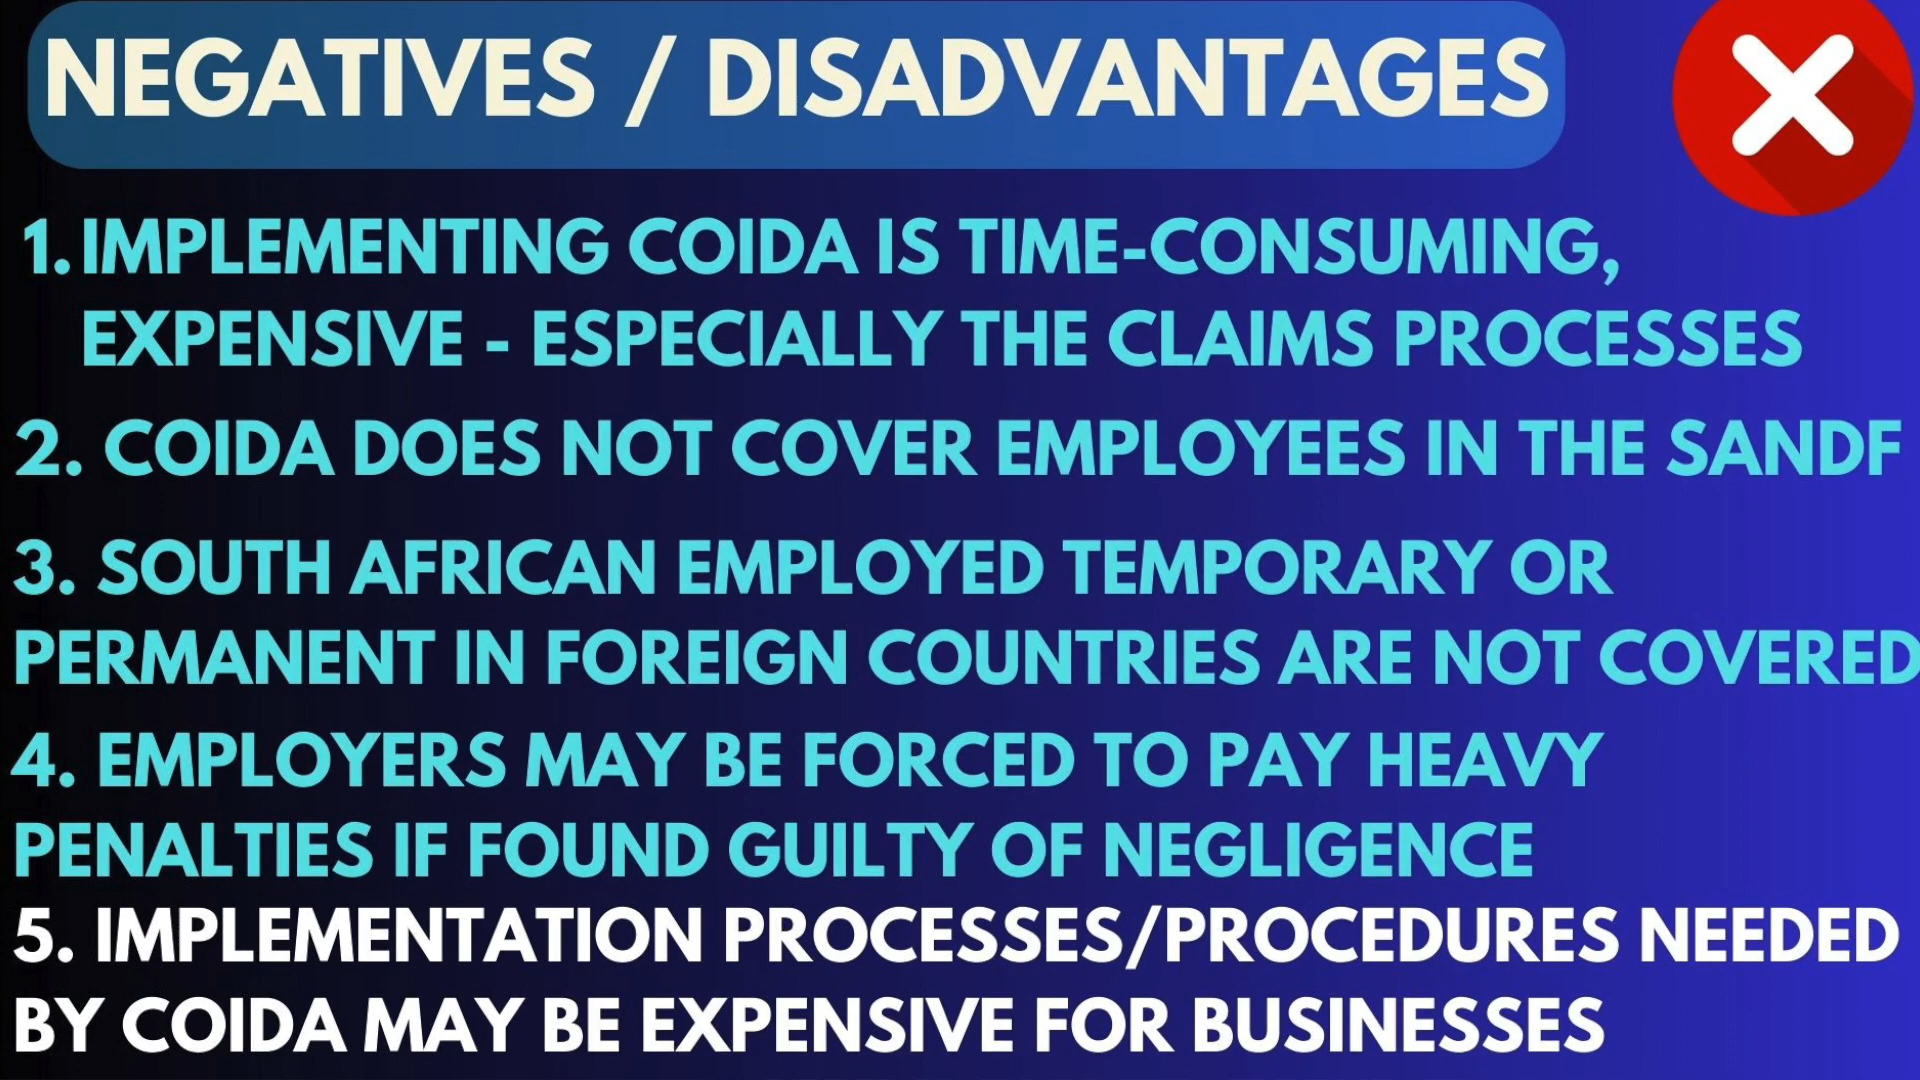 NEGATIVES / DISADVANTAGES
1. IMPLEMENTING COIDA IS TIME-CONSUMING,
EXPENSIVE - ESPECIALLY THE CLAIMS PROCESSES
2. COIDA DOES NOT COVER EMPLOYEES IN THE SANDF
3. SOUTH AFRICAN EMPLOYED TEMPORARY OR
PERMANENT IN FOREIGN COUNTRIES ARE NOT COVERED
4. EMPLOYERS MAY BE FORCED TO PAY HEAVY
PENALTIES IF FOUND GUILTY OF NEGLIGENCE
5. IMPLEMENTATION PROCESSES/PROCEDURES NEEDED
BY COIDA MAY BE EXPENSIVE FOR BUSINESSES